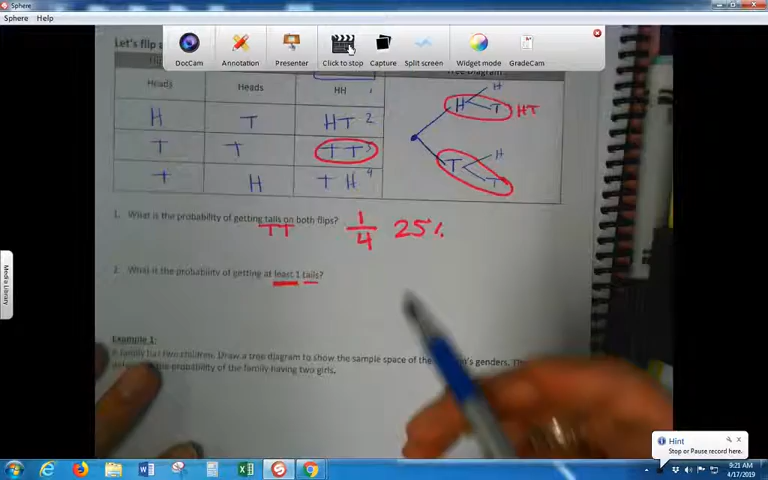 Sphere
Sphere Help
Let's flip
DocCam Annotation Presenter Click to stop Capture Split screen Widget mode GradeCam
Tree Diagram
Heads Heads HH 1
H T HT 2
T T TT 3
T H TH 4
H
H T HT
T H
T
1. What is the probability of getting tails on both flips? 1/4 25%
TT
2. What is the probability of getting at least 1 tails?
Example 1:
A family has two children. Draw a tree diagram to show the sample space of the genders.
the probability of the family having two girls.
Media Library
Hint
Stop or Pause record here.
9:21 AM
4/17/2019